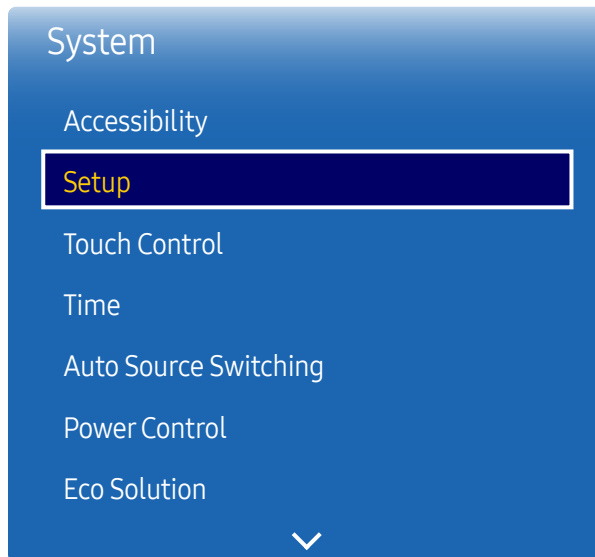 System
Accessibility
Setup
Touch Control
Time
Auto Source Switching
Power Control
Eco Solution